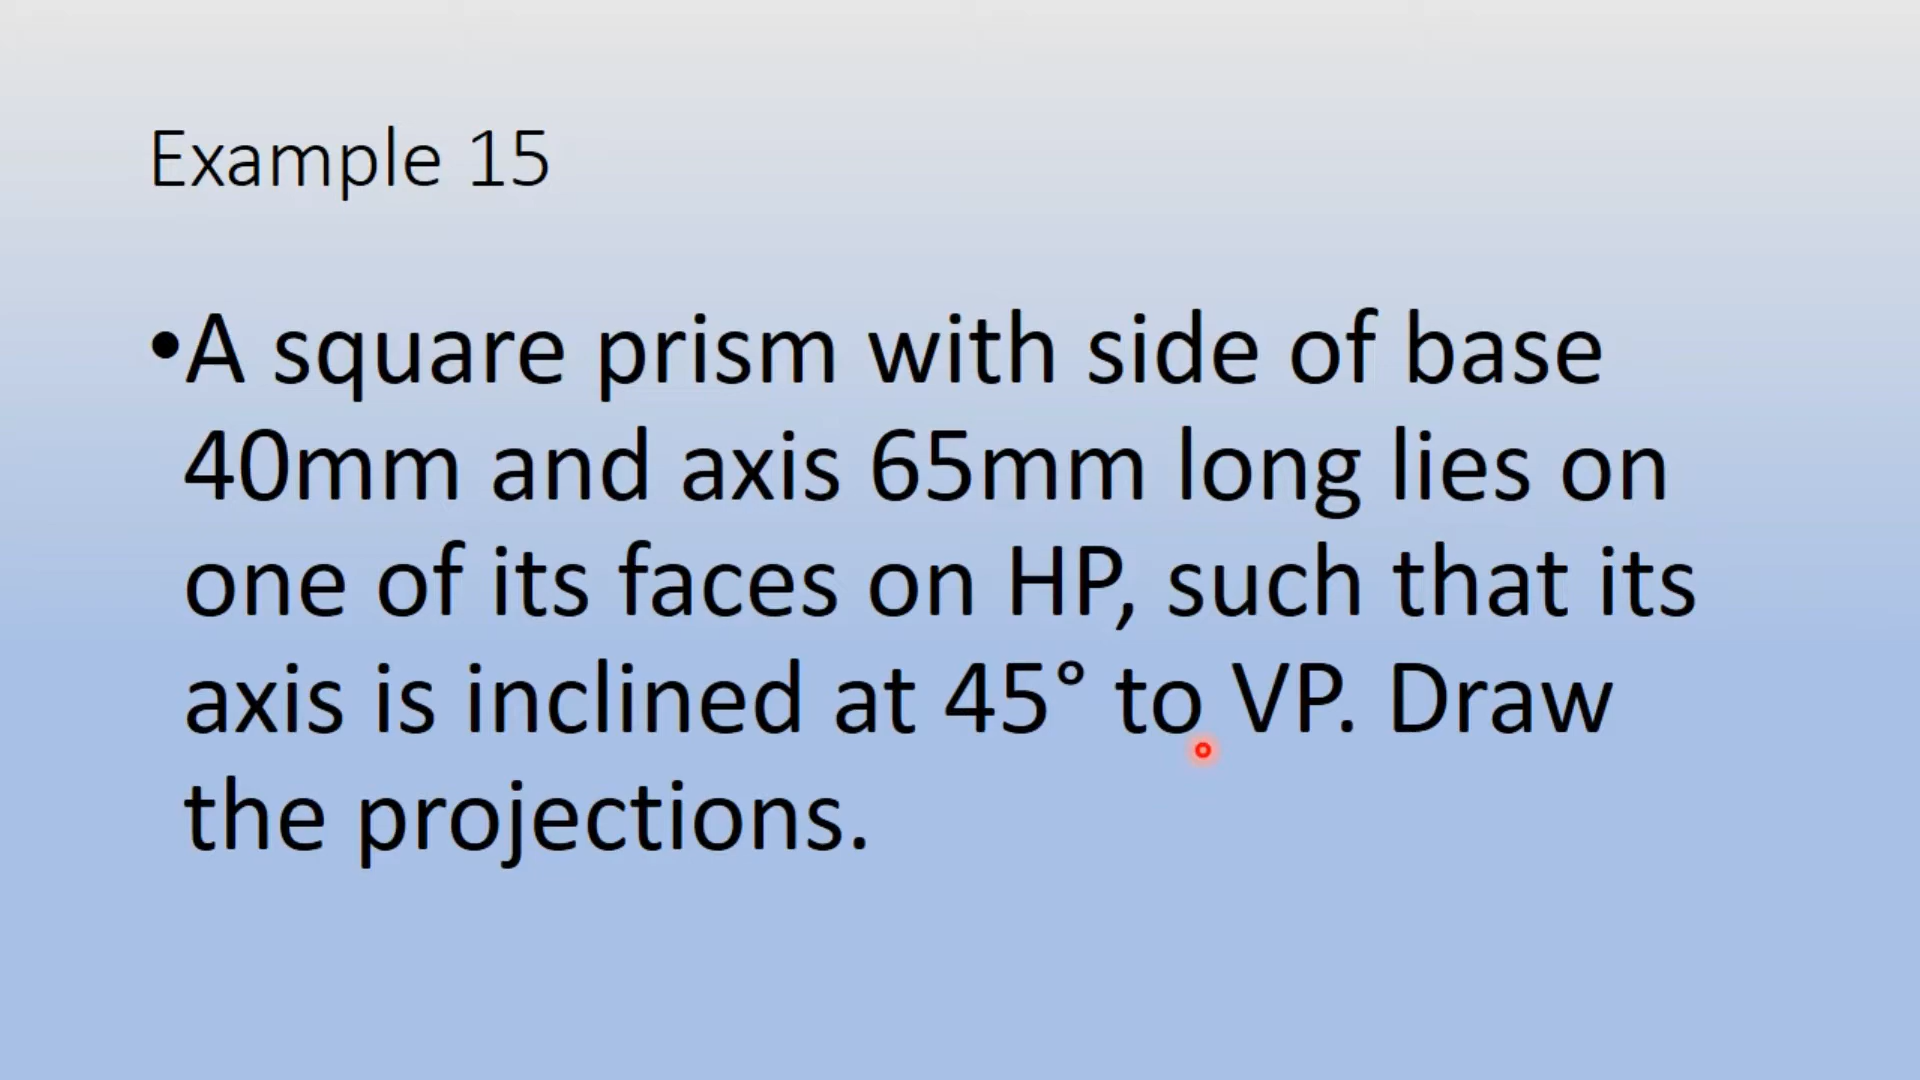 Example 15
•A square prism with side of base
40mm and axis 65mm long lies on
one of its faces on HP, such that its
axis is inclined at 45° to VP. Draw
the projections.